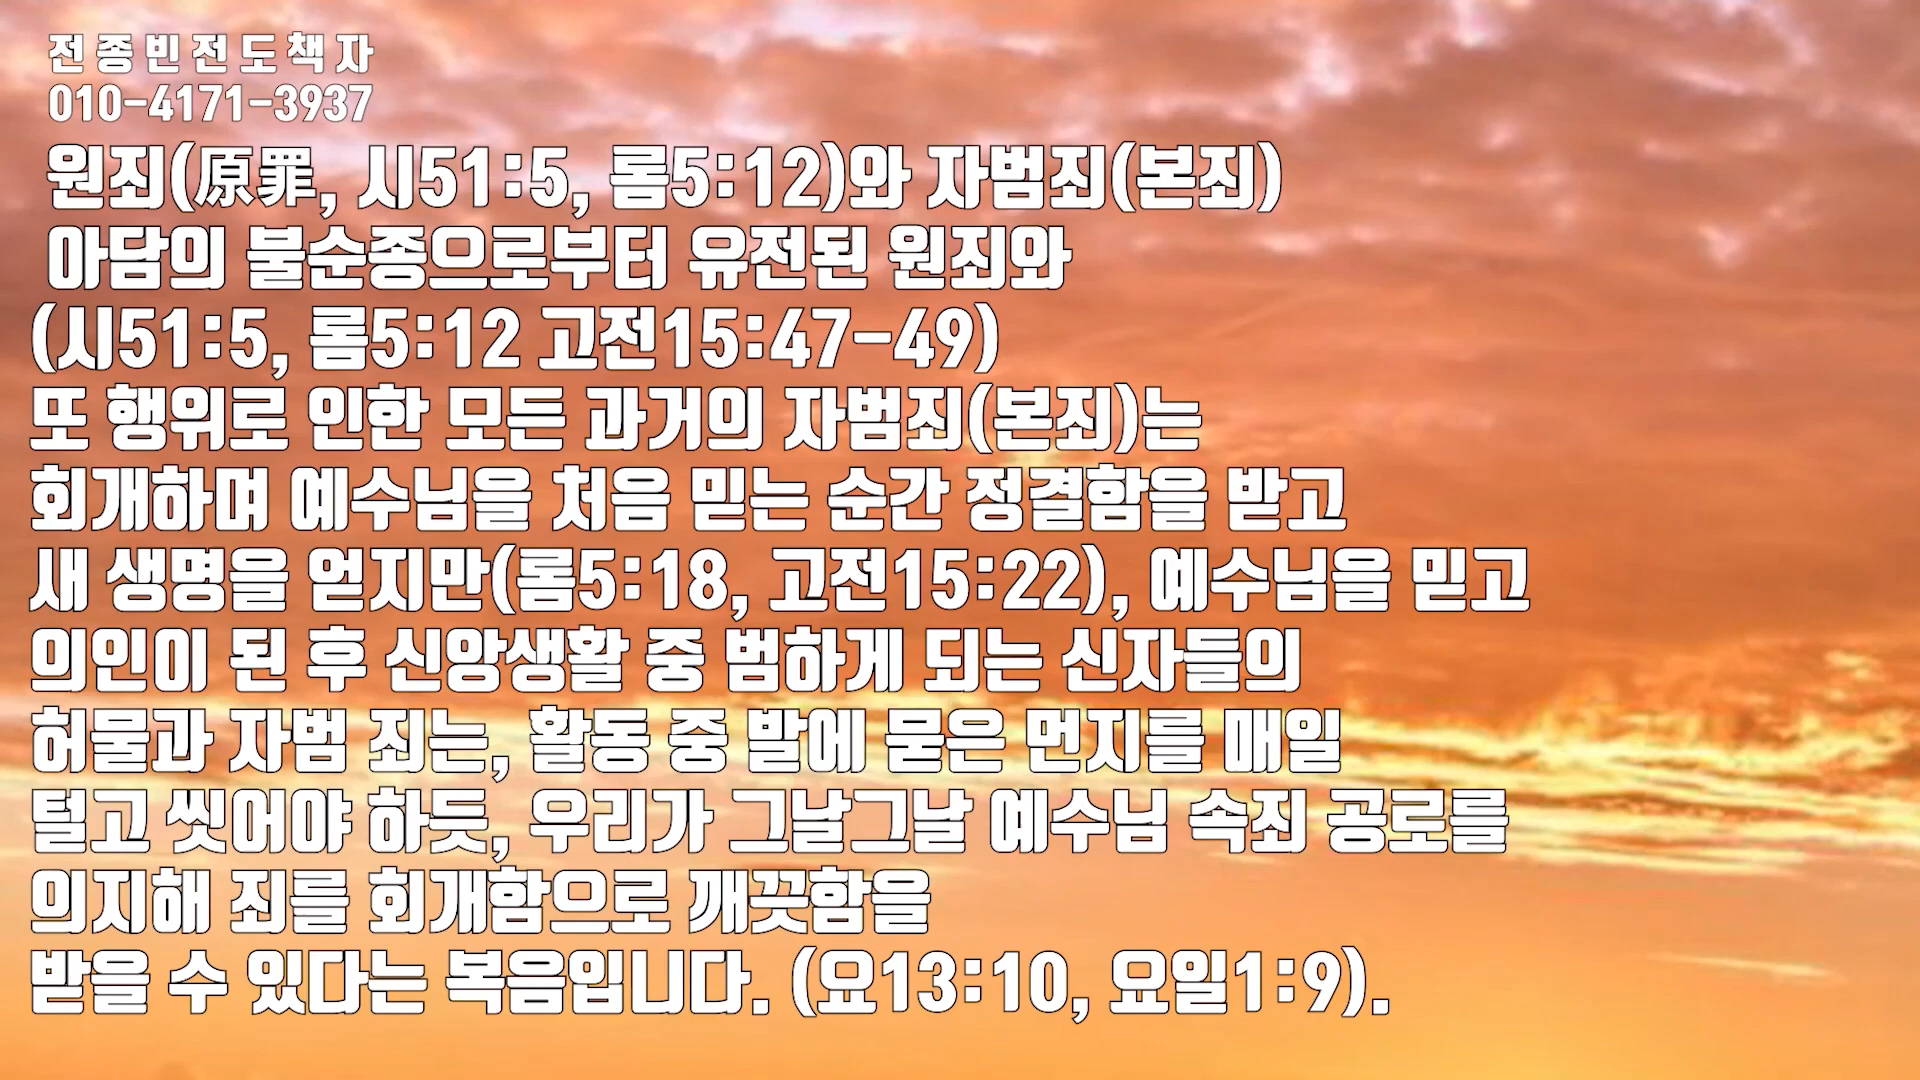 전종빈전도책자
010-4171-3937
원죄(原罪, 시51:5, 롬5:12)와 자범죄(본죄)
아담의 불순종으로부터 유전된 원죄와
(시51:5, 롬5:12 고전15:47-49)
또 행위로 인한 모든 과거의 자범죄(본죄)는
회개하며 예수님을 처음 믿는 순간 정결함을 받고
새 생명을 얻지만(롬5:18, 고전15:22), 예수님을 믿고
의인이 된 후 신앙생활 중 범하게 되는 신자들의
허물과 자범 죄는, 활동 중 발에 묻은 먼지를 매일
털고 씻어야 하듯, 우리가 그날그날 예수님 속죄 공로를
의지해 죄를 회개함으로 깨끗함을
받을 수 있다는 복음입니다. (요13:10, 요일1:9).